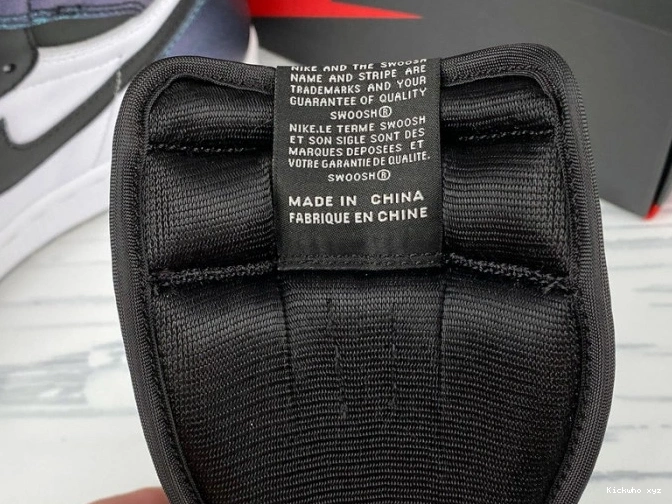 NIKE AND THE SWOOSH
NAME AND STRIPE ARE
TRADEMARKS AND YOUR
GUARANTEE OF QUALITY
SWOOSH®
NIKE.LE TERME SWOOSH
ET SON SIGLE SONT DES
MARQUES DEPOSEES ET
VOTRE GARANTIE DE QUALITE.
SWOOSH®
MADE IN CHINA
FABRIQUE EN CHINE
Kickwho.xyz